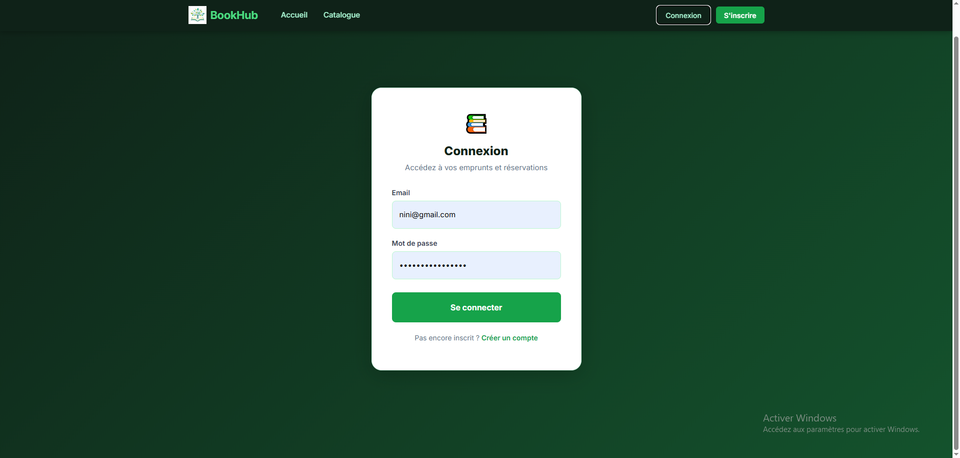 BookHub
Accueil
Catalogue
Connexion
S'inscrire
Connexion
Accédez à vos emprunts et réservations
Email
nini@gmail.com
Mot de passe
••••••••••••••••
Se connecter
Pas encore inscrit ? Créer un compte
Activer Windows
Accédez aux paramètres pour activer Windows.